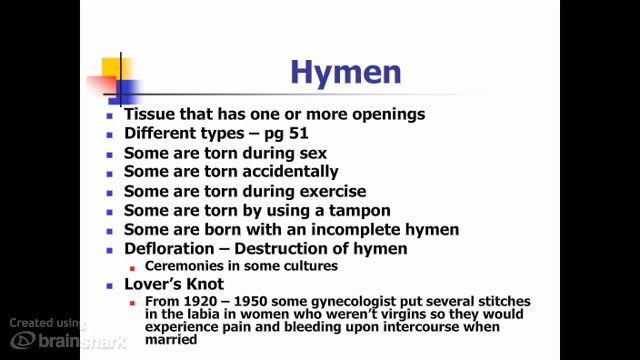 Hymen
Tissue that has one or more openings
Different types – pg 51
Some are torn during sex
Some are torn accidentally
Some are torn during exercise
Some are torn by using a tampon
Some are born with an incomplete hymen
Defloration – Destruction of hymen
Ceremonies in some cultures
Lover's Knot
From 1920 – 1950 some gynecologist put several stitches
in the labia in women who weren't virgins so they would
experience pain and bleeding upon intercourse when
married
Created using
brainshark